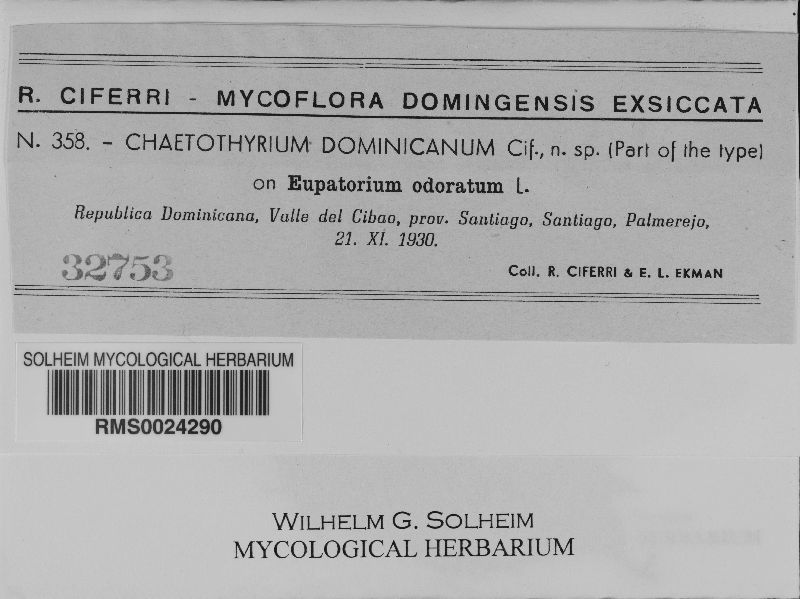 R. CIFERRI - MYCOFLORA DOMINGENSIS EXSICCATA
N. 358. - CHAETOTHYRIUM DOMINICANUM Cif., n. sp. (Part of the type)
on Eupatorium odoratum L.
Republica Dominicana, Valle del Cibao, prov. Santiago, Santiago, Palmerejo,
21. XI. 1930.
32753
Coll. R. CIFERRI & E. L. EKMAN
SOLHEIM MYCOLOGICAL HERBARIUM
RMS0024290
WILHELM G. SOLHEIM
MYCOLOGICAL HERBARIUM